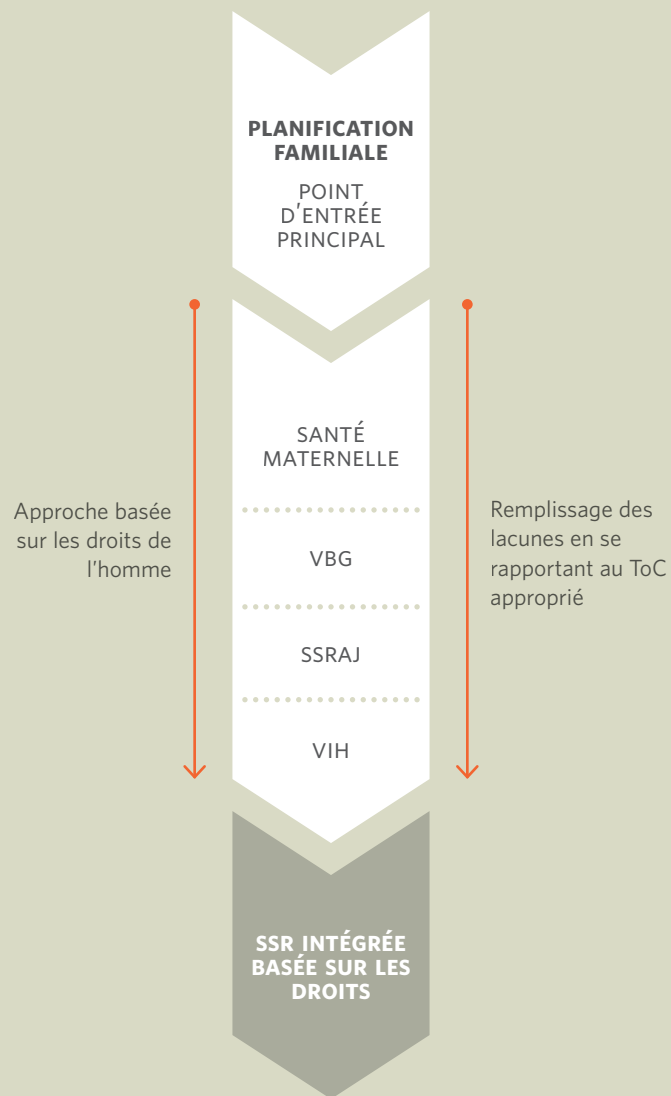 PLANIFICATION
FAMILIALE
POINT
D'ENTRÉE
PRINCIPAL
SANTÉ
MATERNELLE
VBG
SSRAJ
VIH
Approche basée
sur les droits de
l'homme
Remplissage des
lacunes en se
rapportant au ToC
approprié
SSR INTÉGRÉE
BASÉE SUR LES
DROITS